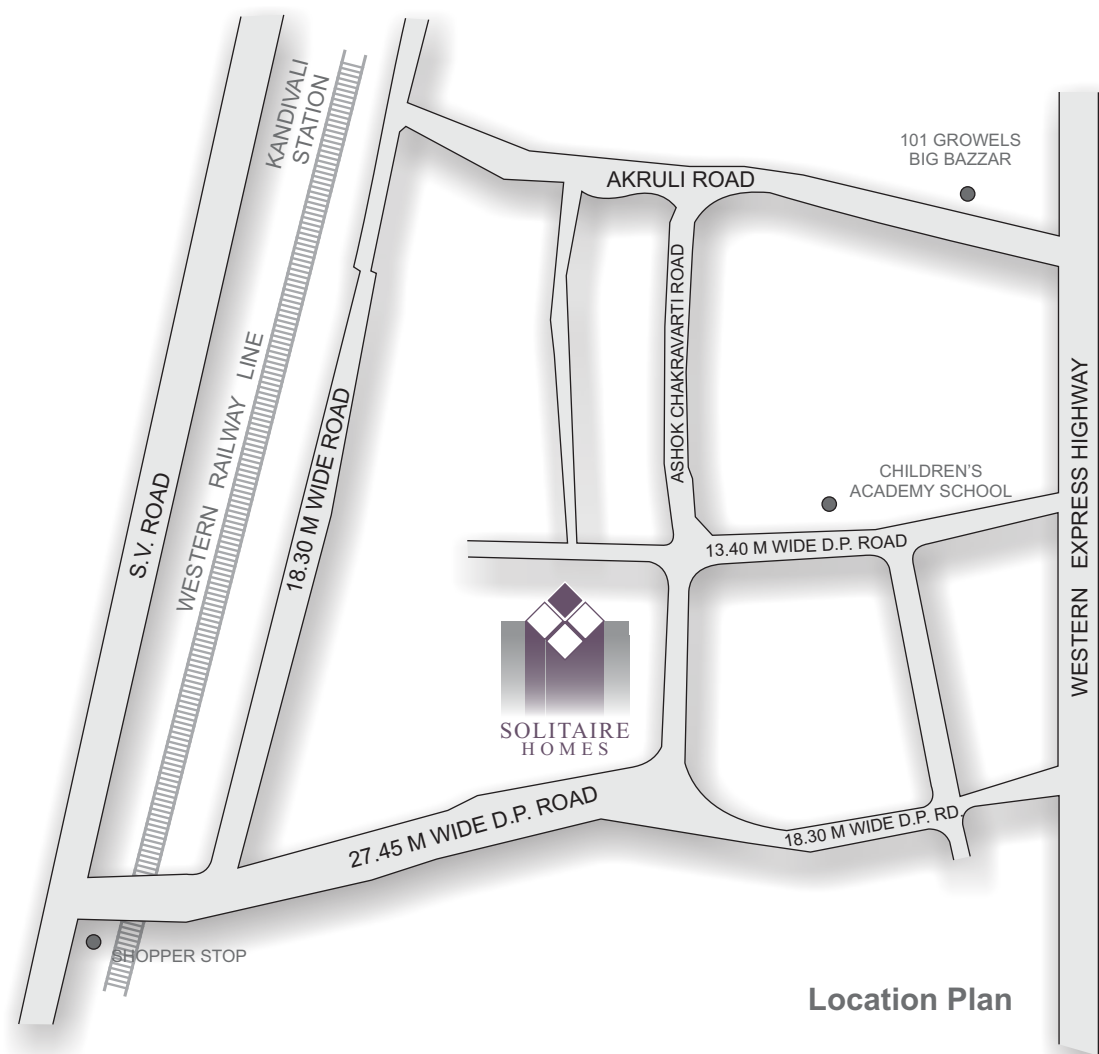 KANDIVALI
STATION
101 GROWELS
BIG BAZZAR
AKRULI ROAD
ASHOK CHAKRAVARTI ROAD
WESTERN RAILWAY LINE
18.30 M WIDE ROAD
S.V. ROAD
WESTERN EXPRESS HIGHWAY
CHILDREN'S
ACADEMY SCHOOL
13.40 M WIDE D.P. ROAD
SOLITAIRE
HOMES
27.45 M WIDE D.P. ROAD
18.30 M WIDE D.P. RD.
SHOPPER STOP
Location Plan